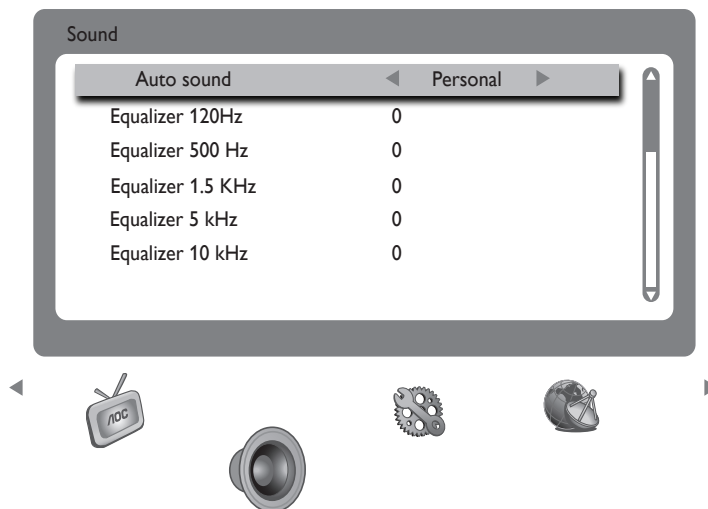 Sound
Auto sound Personal
Equalizer 120Hz 0
Equalizer 500 Hz 0
Equalizer 1.5 KHz 0
Equalizer 5 kHz 0
Equalizer 10 kHz 0
AOC